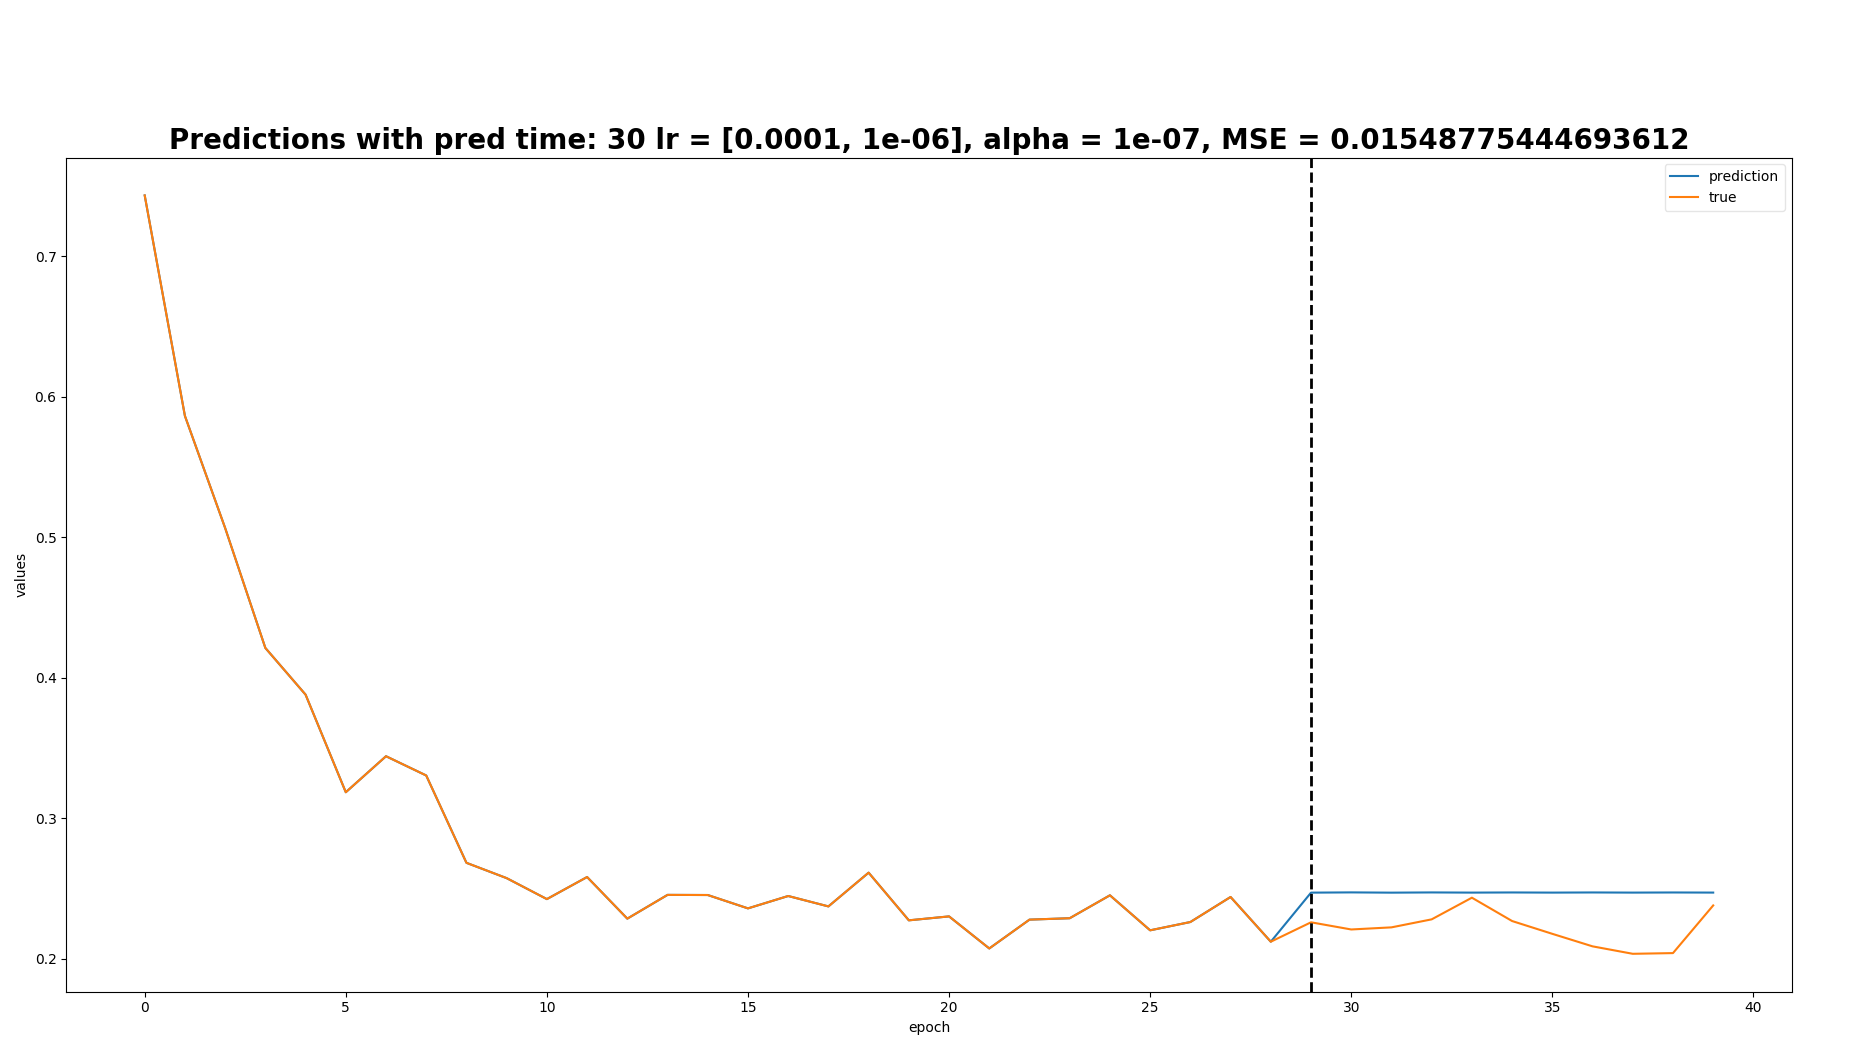 Predictions with pred time: 30 lr = [0.0001, 1e-06], alpha = 1e-07, MSE = 0.01548775444693612
prediction
true
0.7
0.6
0.5
0.4
0.3
0.2
values
0 5 10 15 20 25 30 35 40
epoch